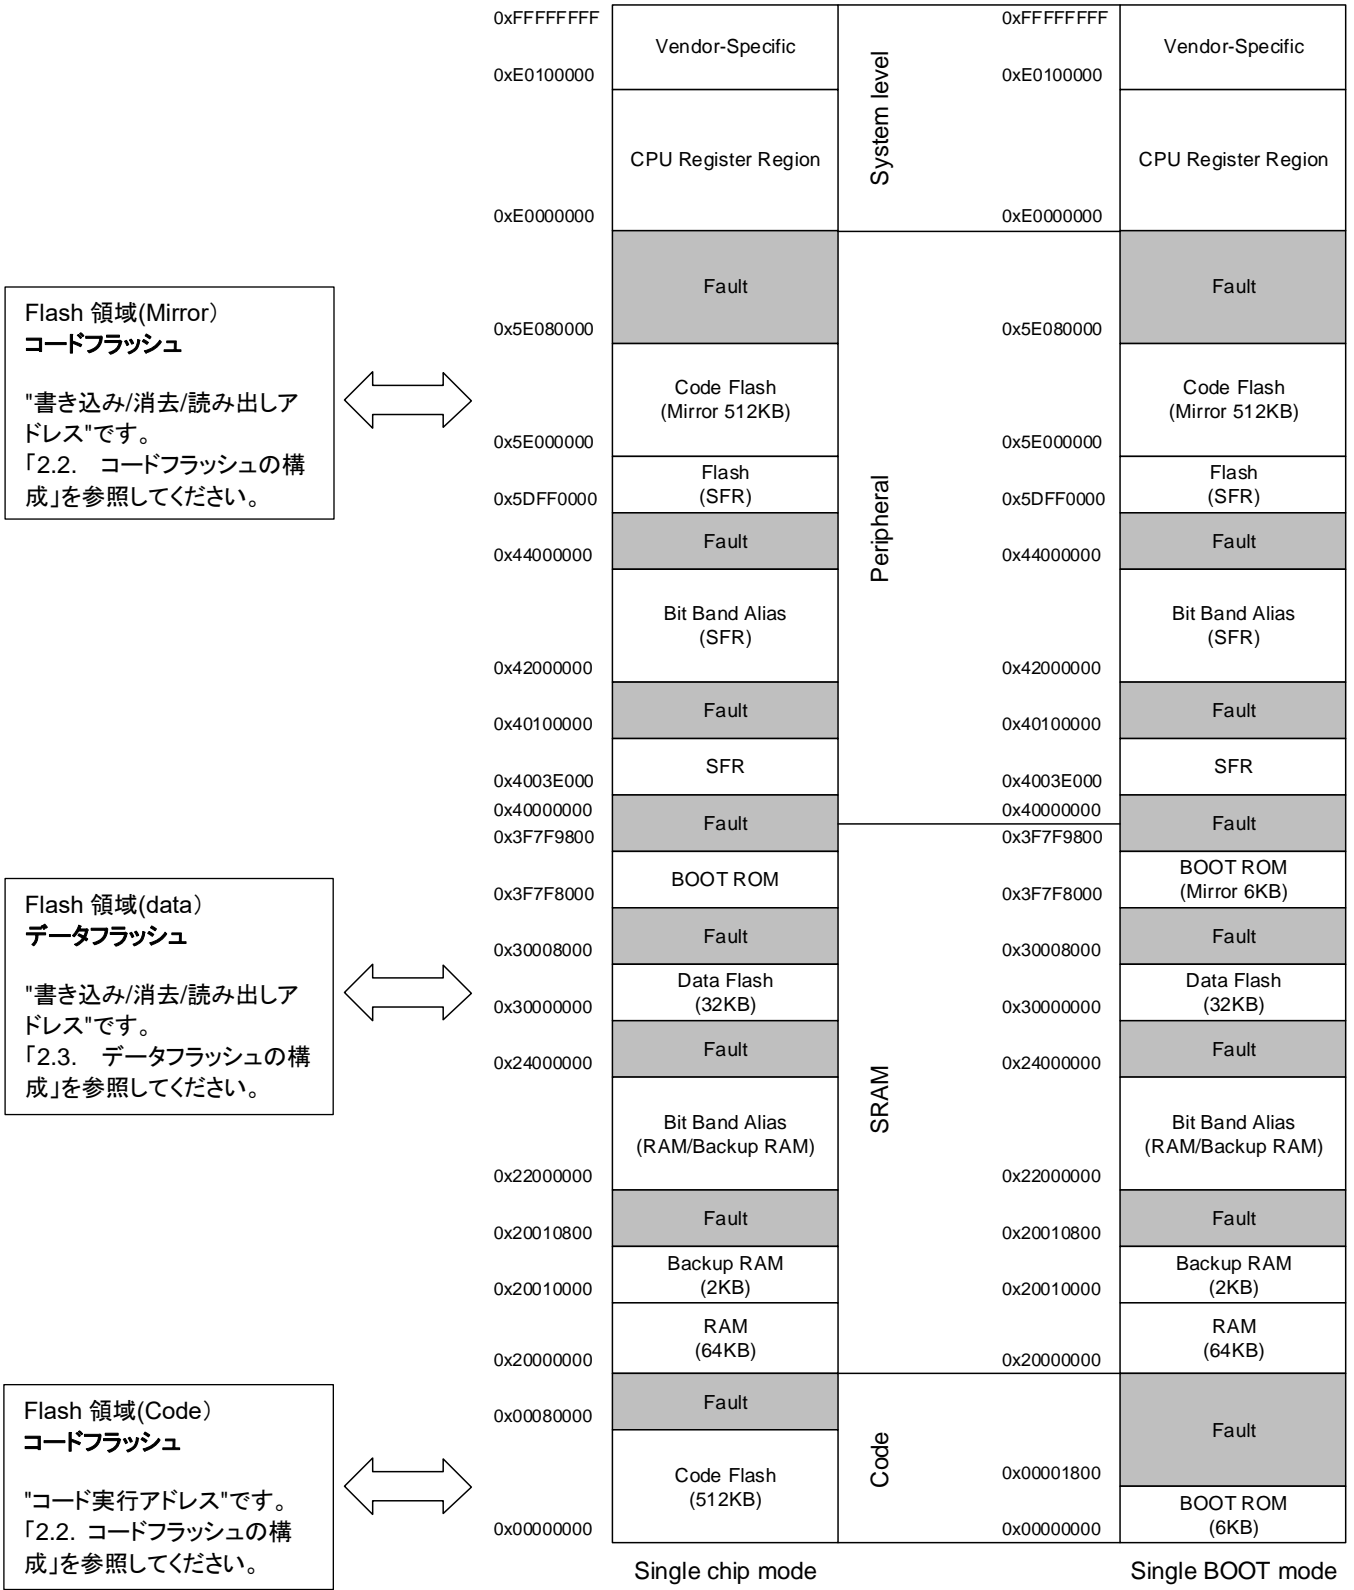 0xFFFFFFFF
Vendor-Specific
0xE0100000
CPU Register Region
0xE0000000
Fault
0x5E080000
Code Flash
(Mirror 512KB)
0x5E000000
Flash
(SFR)
0x5DFF0000
Fault
0x44000000
Bit Band Alias
(SFR)
0x42000000
Fault
0x40100000
SFR
0x4003E000
0x40000000
Fault
0x3F7F9800
BOOT ROM
0x3F7F8000
Fault
0x30008000
Data Flash
(32KB)
0x30000000
Fault
0x24000000
Bit Band Alias
(RAM/Backup RAM)
0x22000000
Fault
0x20010800
Backup RAM
(2KB)
0x20010000
RAM
(64KB)
0x20000000
Fault
0x00080000
Code Flash
(512KB)
0x00000000
Single chip mode
System level
Peripheral
SRAM
Code
0xFFFFFFFF
Vendor-Specific
0xE0100000
CPU Register Region
0xE0000000
Fault
0x5E080000
Code Flash
(Mirror 512KB)
0x5E000000
Flash
(SFR)
0x5DFF0000
Fault
0x44000000
Bit Band Alias
(SFR)
0x42000000
Fault
0x40100000
SFR
0x4003E000
0x40000000
Fault
0x3F7F9800
BOOT ROM
(Mirror 6KB)
0x3F7F8000
Fault
0x30008000
Data Flash
(32KB)
0x30000000
Fault
0x24000000
Bit Band Alias
(RAM/Backup RAM)
0x22000000
Fault
0x20010800
Backup RAM
(2KB)
0x20010000
RAM
(64KB)
0x20000000
Fault
0x00001800
BOOT ROM
(6KB)
0x00000000
Single BOOT mode
Flash 領域(Mirror）
コードフラッシュ
"書き込み/消去/読み出しア
ドレス"です。
「2.2. コードフラッシュの構
成」を参照してください。
Flash 領域(data）
データフラッシュ
"書き込み/消去/読み出しア
ドレス"です。
「2.3. データフラッシュの構
成」を参照してください。
Flash 領域(Code）
コードフラッシュ
"コード実行アドレス"です。
「2.2. コードフラッシュの構
成」を参照してください。